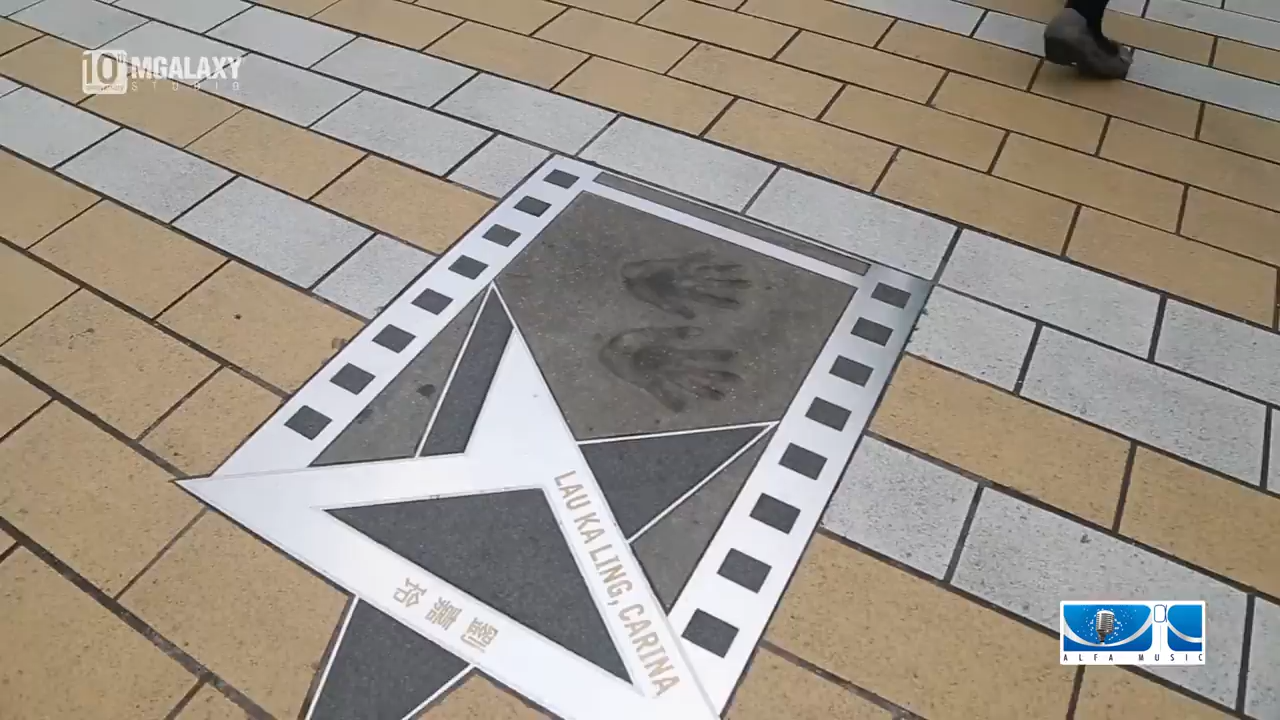 10TH MGALAXY
STUDIO
LAU KA LING, CARINA
劉嘉玲
ALFA MUSIC